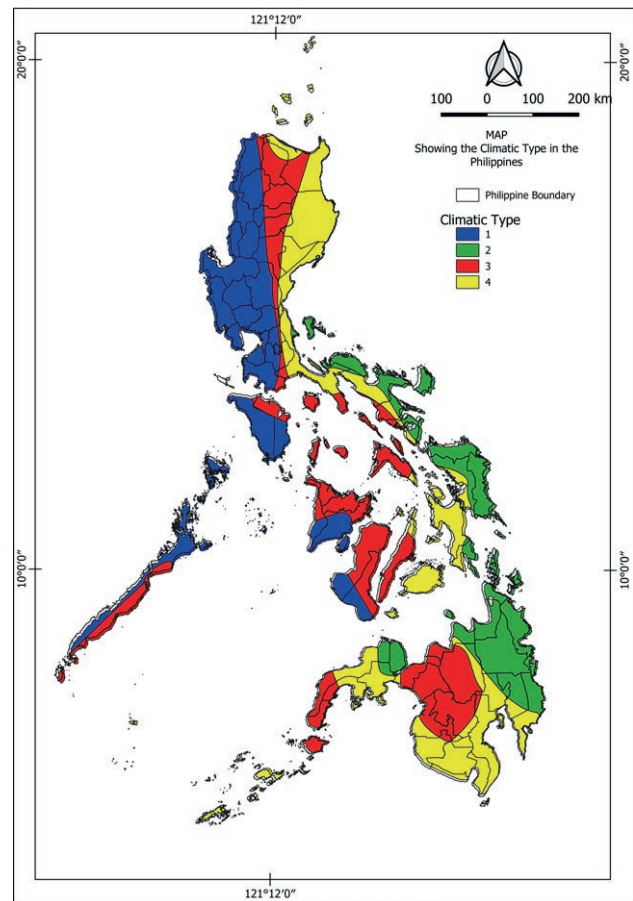 121°12'0"
20°0'0"
20°0'0"
100 0 100 200 km
MAP
Showing the Climatic Type in the
Philippines
Philippine Boundary
Climatic Type
1
2
3
4
10°0'0"
10°0'0"
121°12'0"